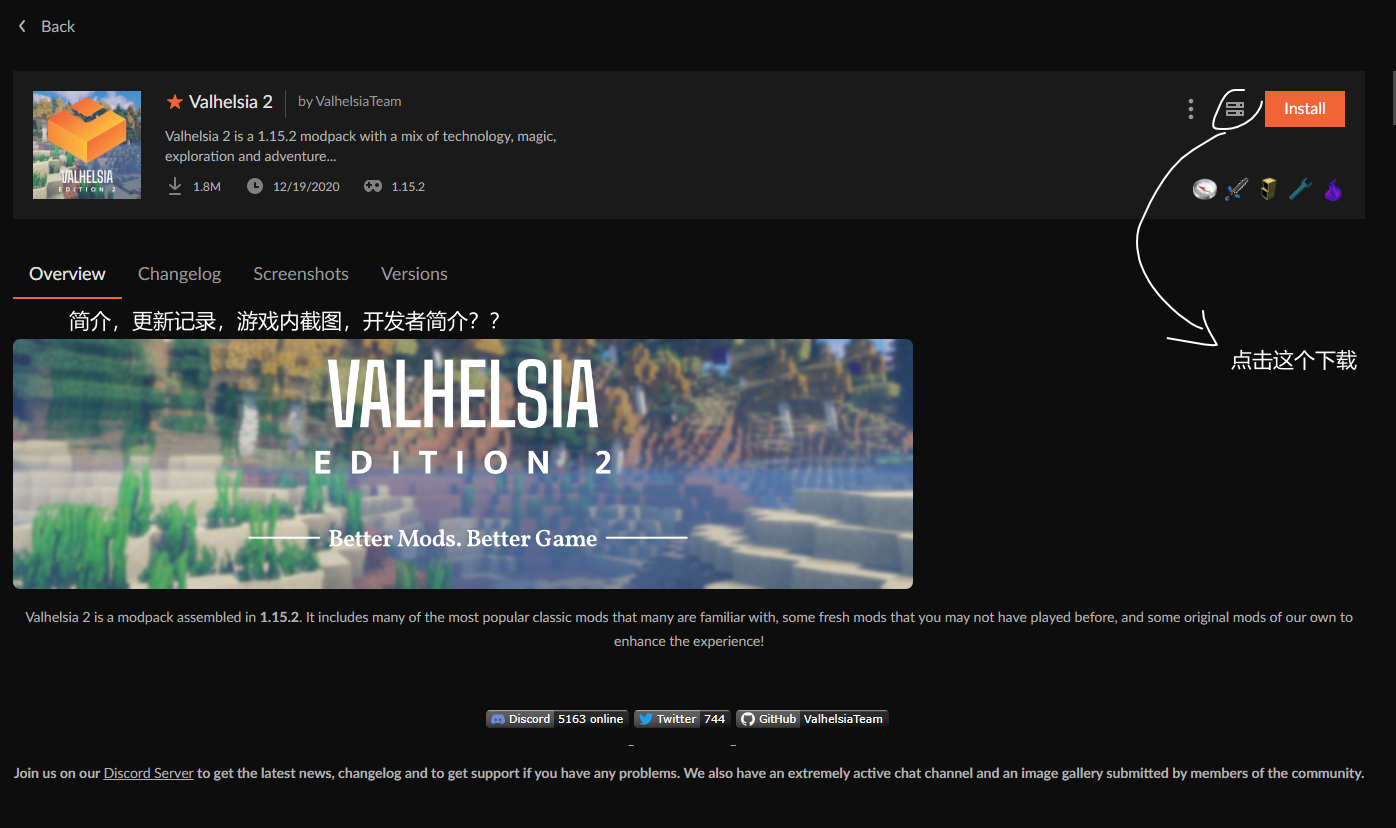 Back
Valhelsia 2
by ValhelsiaTeam
Install
Valhelsia 2 is a 1.15.2 modpack with a mix of technology, magic,
exploration and adventure...
VALHELSIA
EDITION 2
1.8M
12/19/2020
1.15.2
Overview
Changelog
Screenshots
Versions
简介，更新记录，游戏内截图，开发者简介？？
点击这个下载
VALHELSIA
EDITION 2
Better Mods. Better Game
Valhelsia 2 is a modpack assembled in 1.15.2. It includes many of the most popular classic mods that many are familiar with, some fresh mods that you may not have played before, and some original mods of our own to
enhance the experience!
Discord 5163 online
Twitter 744
GitHub ValhelsiaTeam
Join us on our Discord Server to get the latest news, changelog and to get support if you have any problems. We also have an extremely active chat channel and an image gallery submitted by members of the community.